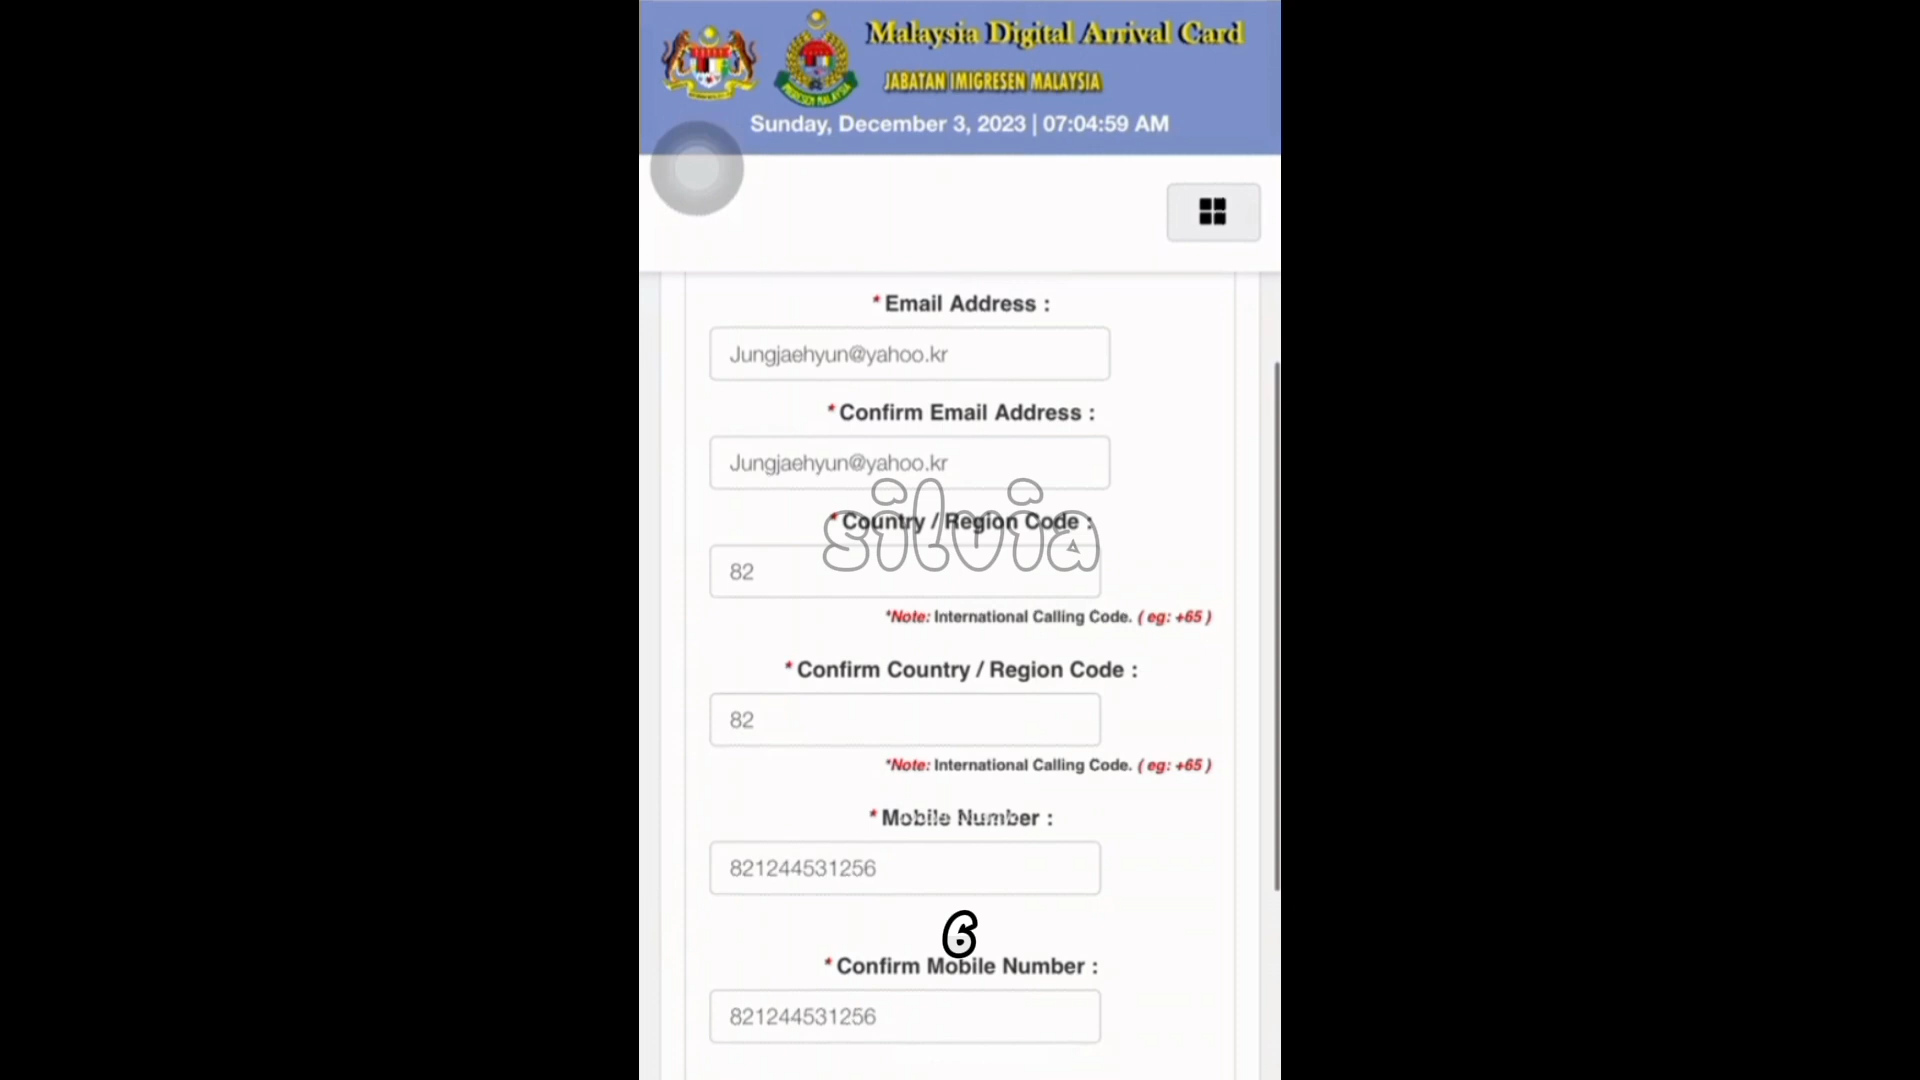 Malaysia Digital Arrival Card
JABATAN IMIGRESEN MALAYSIA
Sunday, December 3, 2023 | 07:04:59 AM
* Email Address :
Jungjaehyun@yahoo.kr
* Confirm Email Address :
Jungjaehyun@yahoo.kr
* Country / Region Code :
silvia
82
*Note: International Calling Code. ( eg: +65 )
* Confirm Country / Region Code :
82
*Note: International Calling Code. ( eg: +65 )
* Mobile Number :
821244531256
6
* Confirm Mobile Number :
821244531256